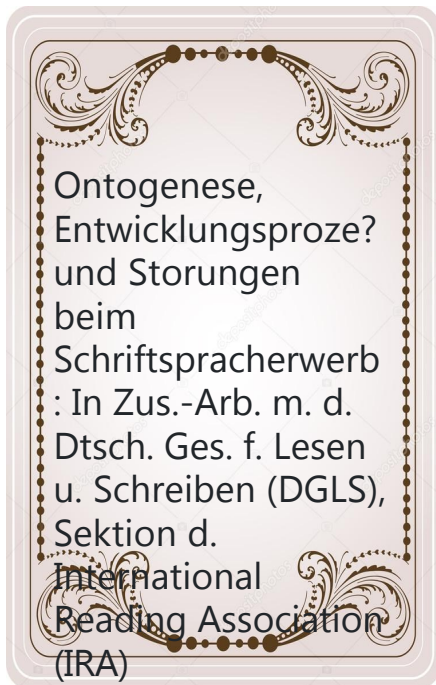 Ontogenese,
Entwicklungsproze?
und Storungen
beim
Schriftspracherwerb
: In Zus.-Arb. m. d.
Dtsch. Ges. f. Lesen
u. Schreiben (DGLS),
Sektion d.
International
Reading Association
(IRA)